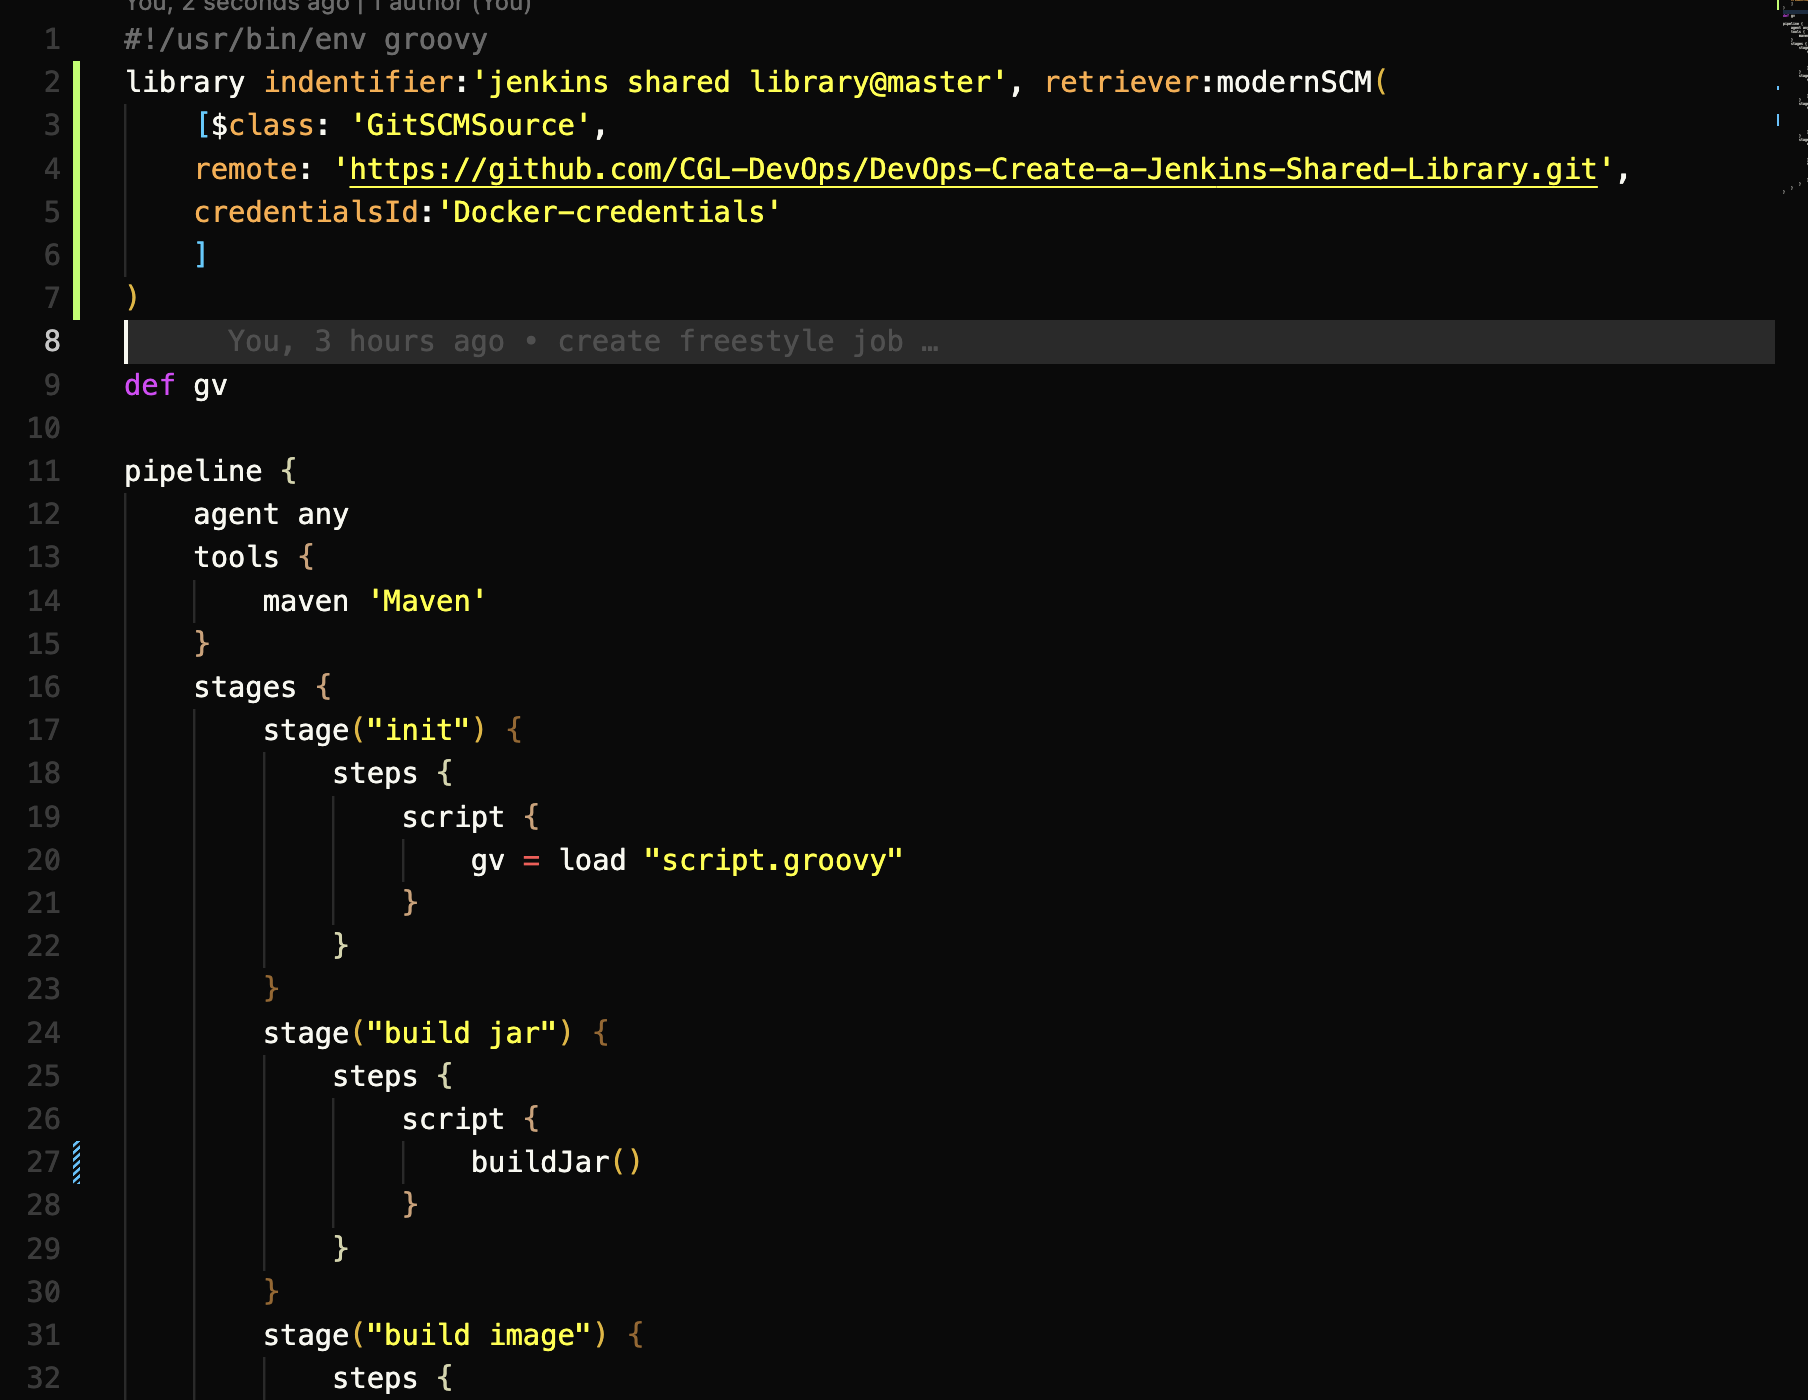 You, 2 seconds ago | 1 author (You)
1 #!/usr/bin/env groovy
2 library indentifier:'jenkins shared library@master', retriever:modernSCM(
3     [$class: 'GitSCMSource',
4     remote: 'https://github.com/CGL-DevOps/DevOps-Create-a-Jenkins-Shared-Library.git',
5     credentialsId:'Docker-credentials'
6     ]
7 )
8       You, 3 hours ago • create freestyle job …
9 def gv
10
11 pipeline {
12     agent any
13     tools {
14         maven 'Maven'
15     }
16     stages {
17         stage("init") {
18             steps {
19                 script {
20                     gv = load "script.groovy"
21                 }
22             }
23         }
24         stage("build jar") {
25             steps {
26                 script {
27                     buildJar()
28                 }
29             }
30         }
31         stage("build image") {
32             steps {